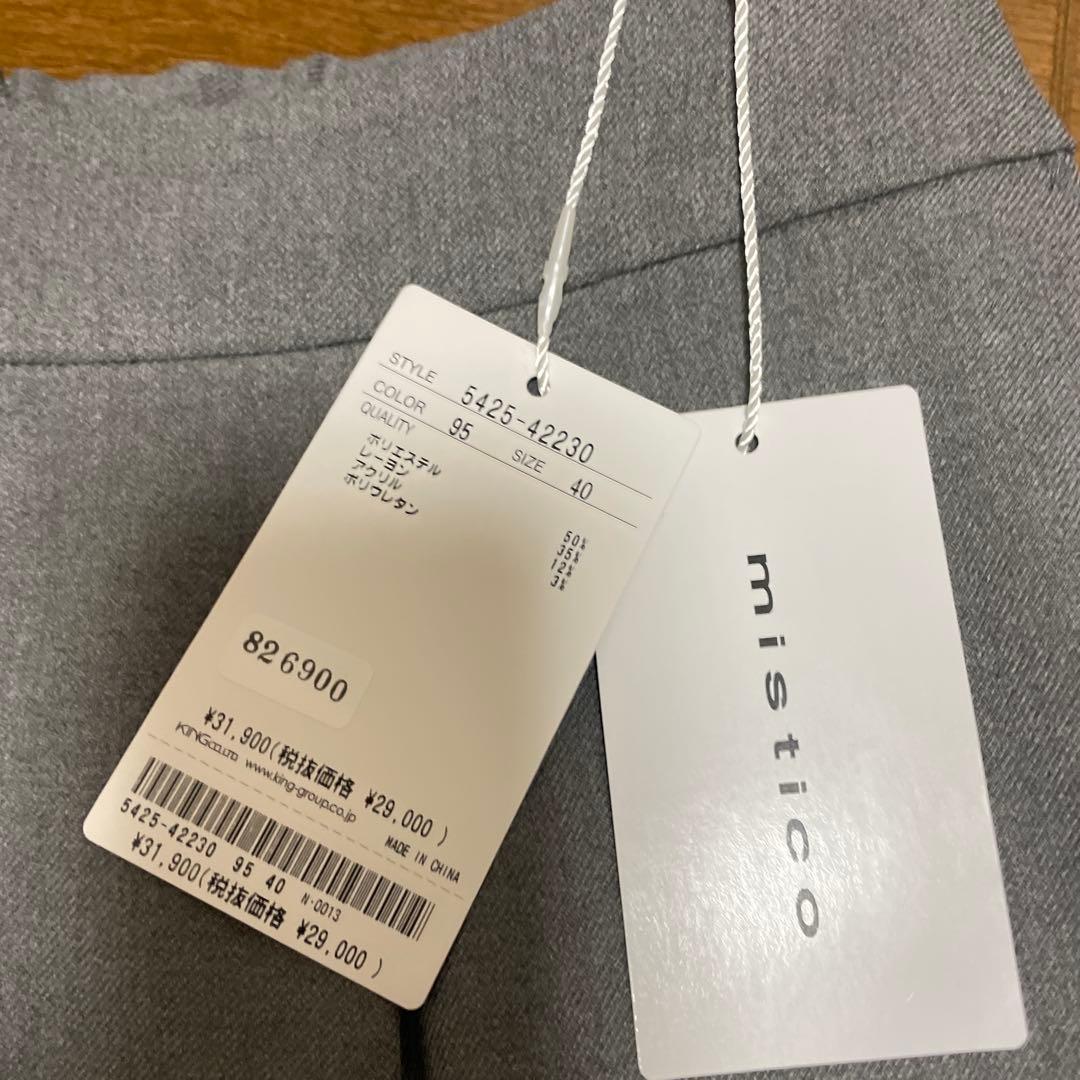 STYLE 5425-42230
COLOR 95 SIZE 40
QUALITY
ポリエステル 50%
レーヨン 35%
アクリル 12%
ポリウレタン 3%
826900
¥31,900(税抜価格 ¥29,000)
KING CO.,LTD www.king-group.co.jp
MADE IN CHINA
5425-42230 95 40 N-0013
¥31,900(税抜価格 ¥29,000)
mistico